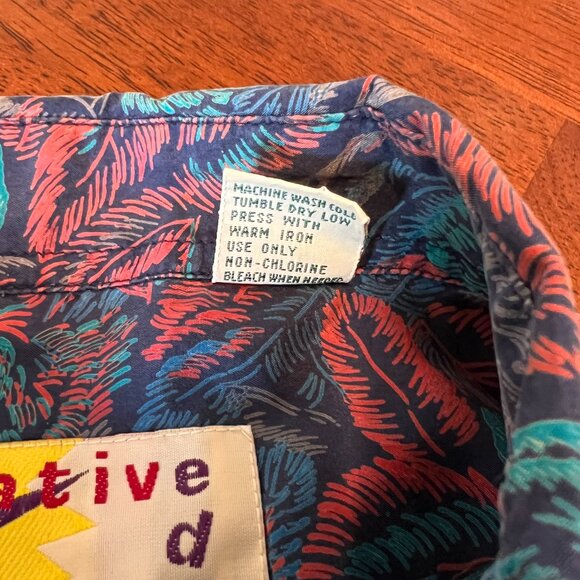 MACHINE WASH COLD
TUMBLE DRY LOW
PRESS WITH
WARM IRON
USE ONLY
NON-CHLORINE
BLEACH WHEN NEEDED
ative
d